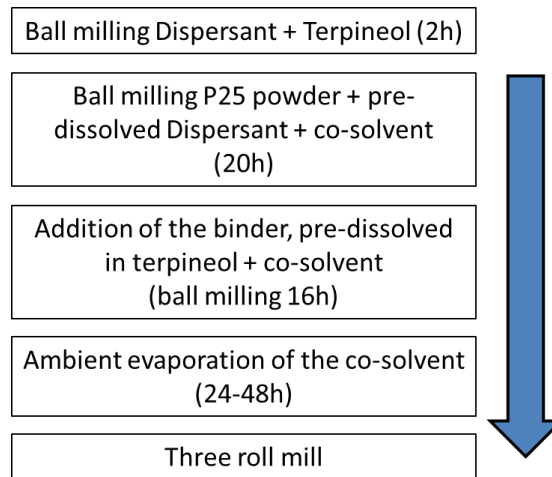 Ball milling Dispersant + Terpineol (2h)
Ball milling P25 powder + pre-
dissolved Dispersant + co-solvent
(20h)
Addition of the binder, pre-dissolved
in terpineol + co-solvent
(ball milling 16h)
Ambient evaporation of the co-solvent
(24-48h)
Three roll mill